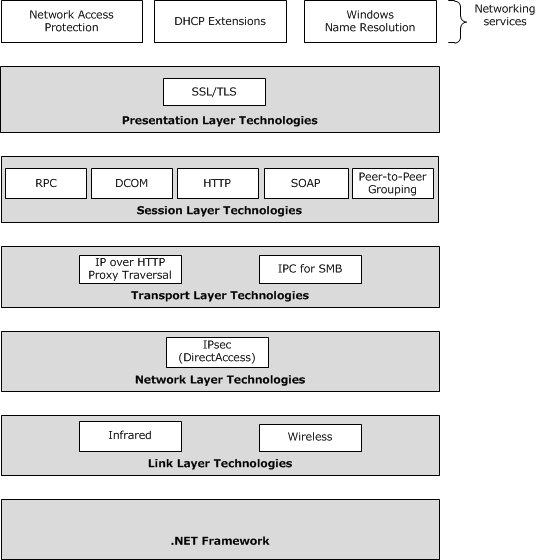 Network Access
Protection
DHCP Extensions
Windows
Name Resolution
Networking
services
SSL/TLS
Presentation Layer Technologies
RPC
DCOM
HTTP
SOAP
Peer-to-Peer
Grouping
Session Layer Technologies
IP over HTTP
Proxy Traversal
IPC for SMB
Transport Layer Technologies
IPsec
(DirectAccess)
Network Layer Technologies
Infrared
Wireless
Link Layer Technologies
.NET Framework